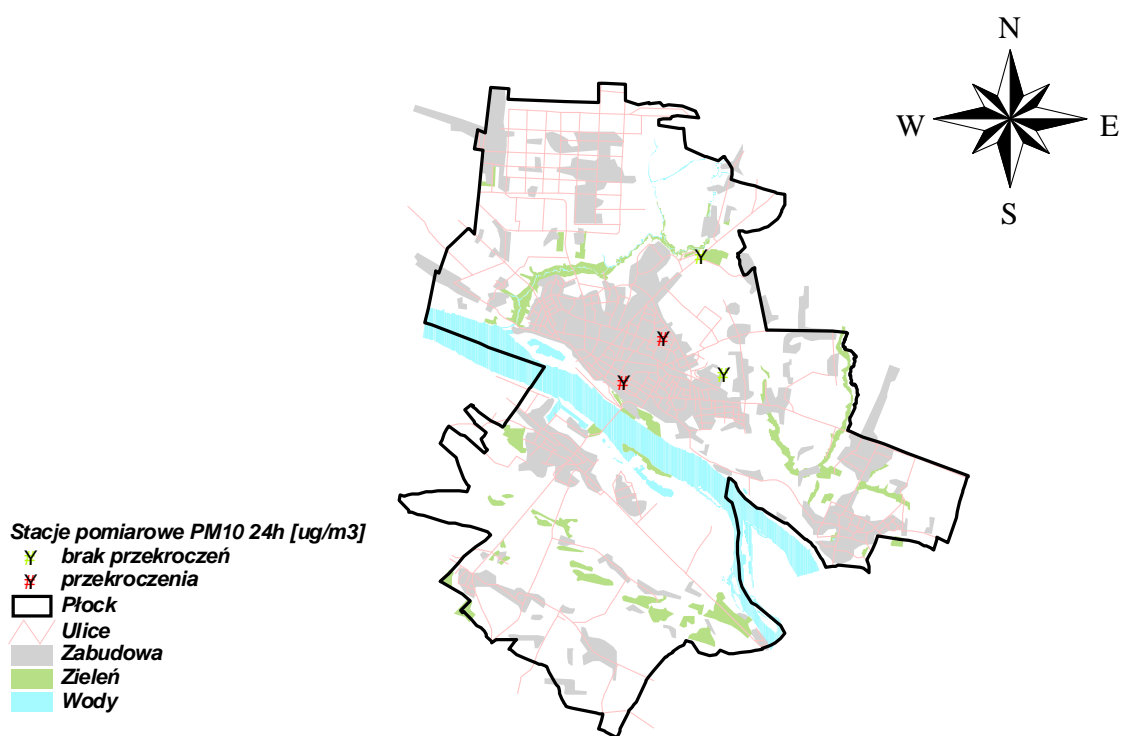 N
W
E
S
Stacje pomiarowe PM10 24h [ug/m3]
brak przekroczeń
przekroczenia
Płock
Ulice
Zabudowa
Zieleń
Wody